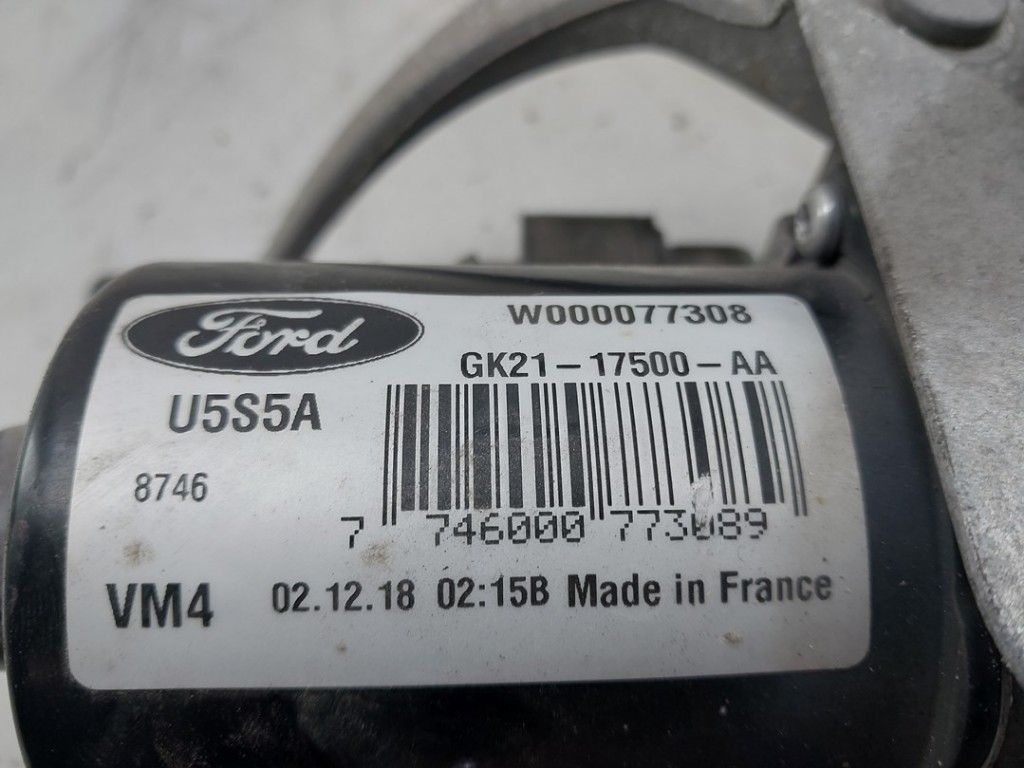 Ford
W000077308
GK21-17500-AA
U5S5A
8746
7 746000 773089
VM4 02.12.18 02:15B Made in France